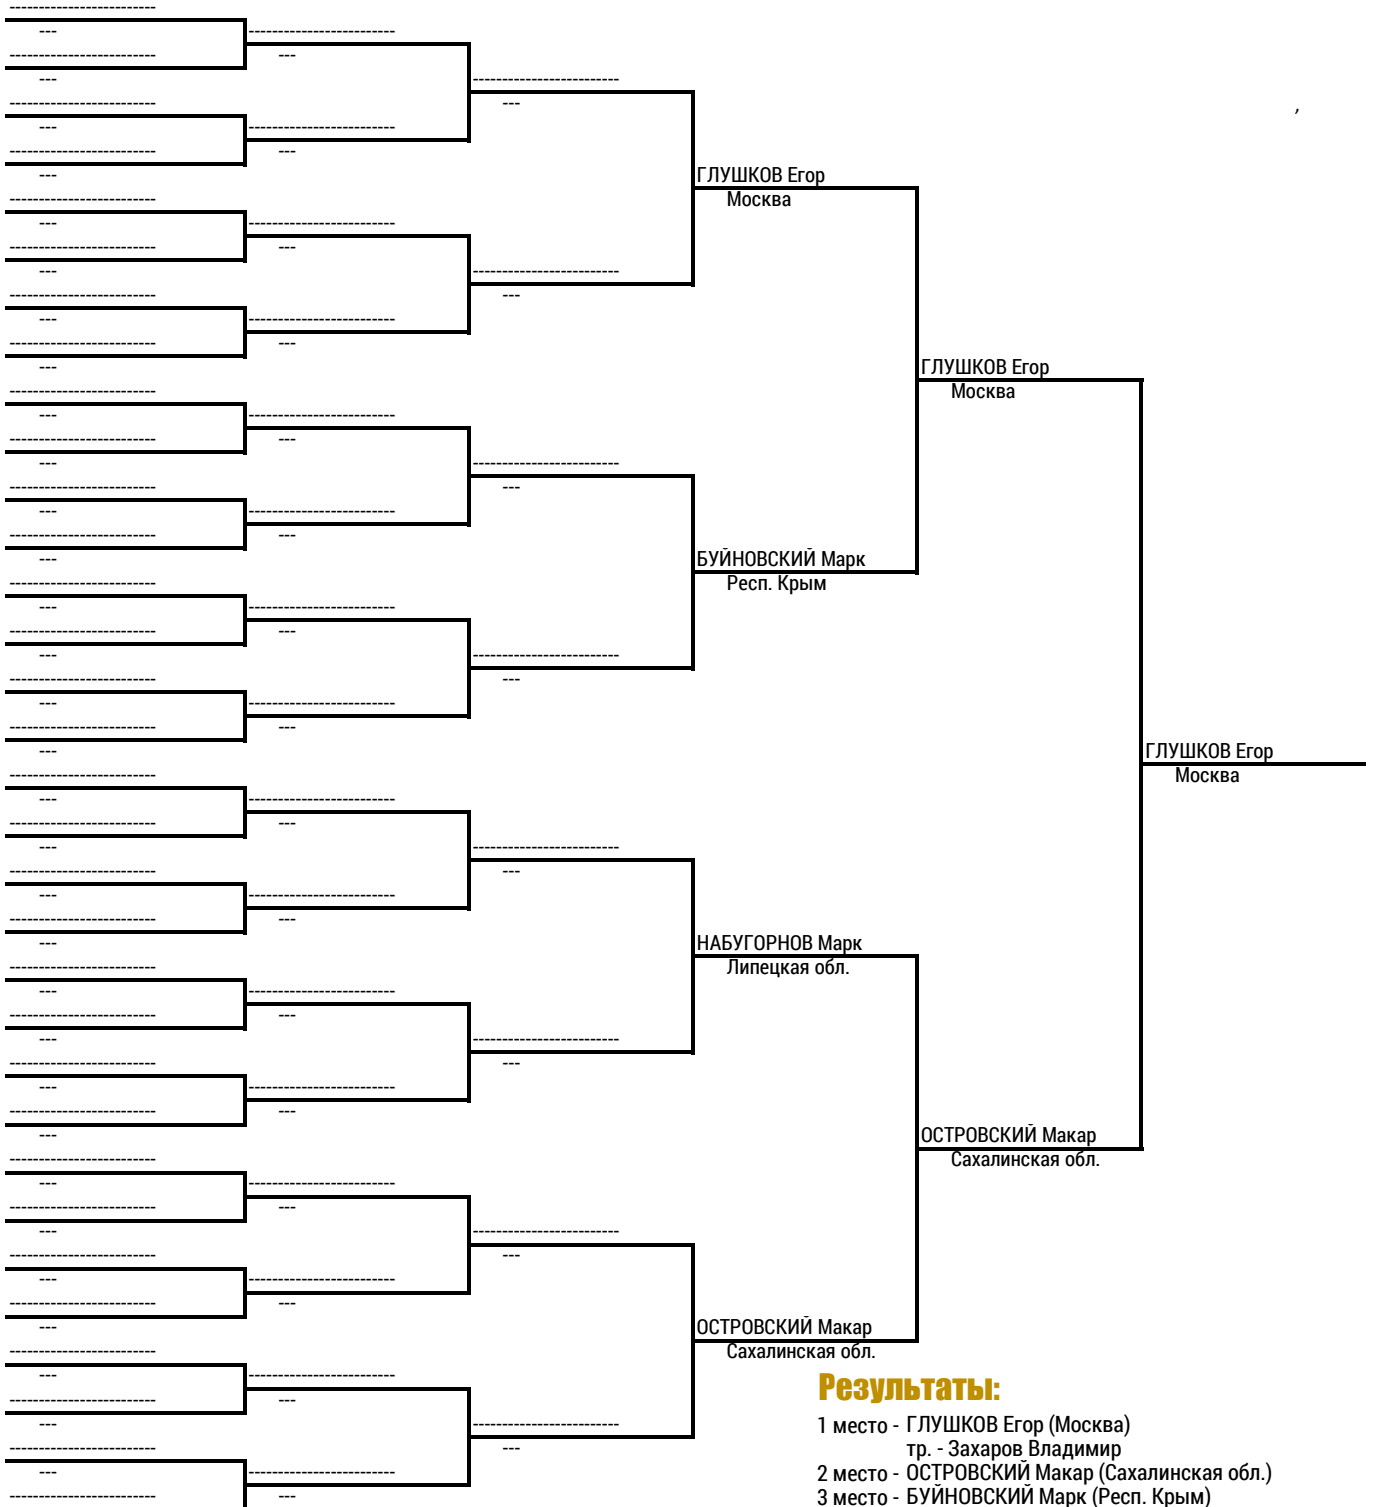 ГЛУШКОВ Егор
Москва
ГЛУШКОВ Егор
Москва
БУЙНОВСКИЙ Марк
Респ. Крым
ГЛУШКОВ Егор
Москва
НАБУГОРНОВ Марк
Липецкая обл.
ОСТРОВСКИЙ Макар
Сахалинская обл.
ОСТРОВСКИЙ Макар
Сахалинская обл.
Результаты:
1 место - ГЛУШКОВ Егор (Москва)
тр. - Захаров Владимир
2 место - ОСТРОВСКИЙ Макар (Сахалинская обл.)
3 место - БУЙНОВСКИЙ Марк (Респ. Крым)